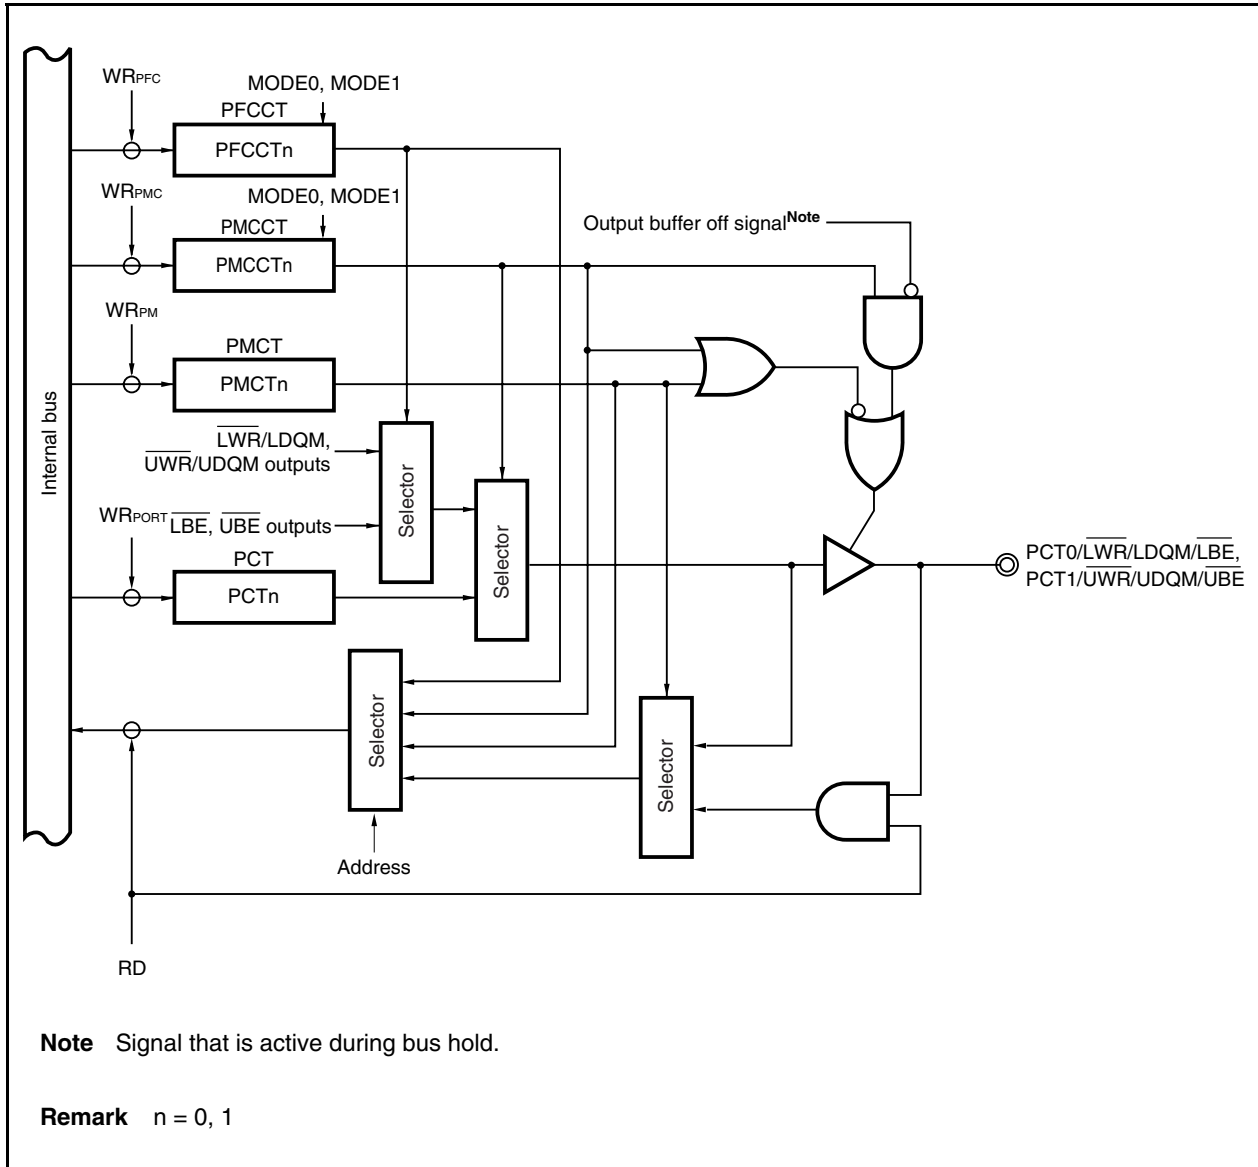 WRPFC
MODE0, MODE1
PFCCT
PFCCTn
WRPMC
MODE0, MODE1
PMCCT
PMCCTn
Output buffer off signalNote
WRPM
PMCT
PMCTn
Internal bus
LWR/LDQM,
UWR/UDQM outputs
Selector
WRPORT
LBE, UBE outputs
Selector
PCT
PCTn
PCT0/LWR/LDQM/LBE,
PCT1/UWR/UDQM/UBE
Selector
Selector
Address
RD
Note Signal that is active during bus hold.
Remark n = 0, 1